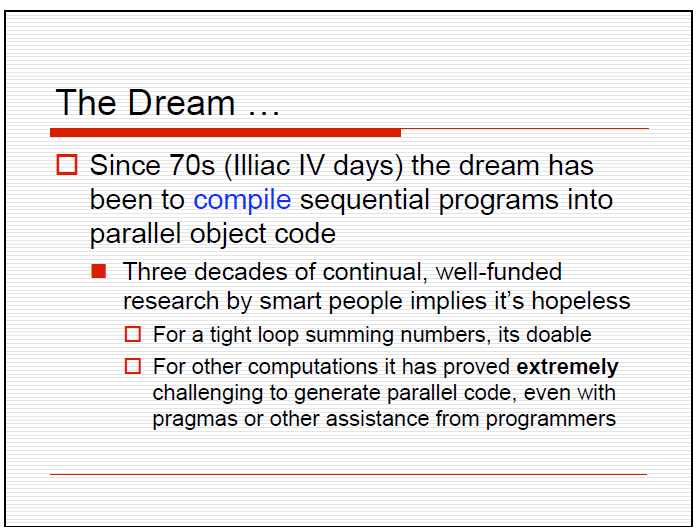 The Dream …
Since 70s (Illiac IV days) the dream has
been to compile sequential programs into
parallel object code
Three decades of continual, well-funded
research by smart people implies it's hopeless
For a tight loop summing numbers, its doable
For other computations it has proved extremely
challenging to generate parallel code, even with
pragmas or other assistance from programmers